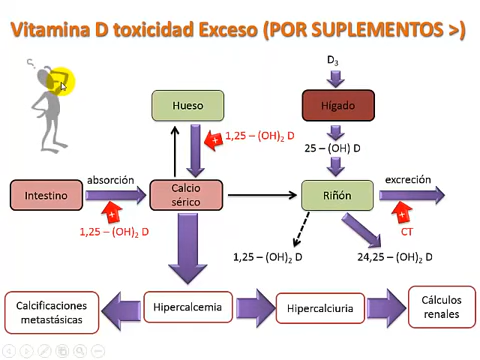 Vitamina D toxicidad Exceso (POR SUPLEMENTOS >)
D₃
Hueso
Hígado
1,25 – (OH)₂ D
25 – (OH) D
absorción
excreción
Intestino
Calcio
sérico
Riñón
+
+
+
1,25 – (OH)₂ D
CT
1,25 – (OH)₂ D
24,25 – (OH)₂ D
Calcificaciones
metastásicas
Hipercalcemia
Hipercalciuria
Cálculos
renales